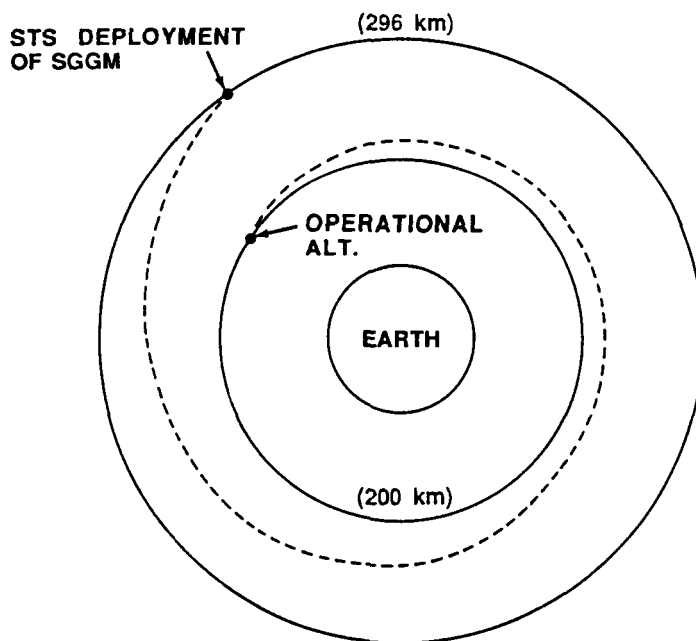 (296 km)
STS DEPLOYMENT
OF SGGM
OPERATIONAL
ALT.
EARTH
(200 km)